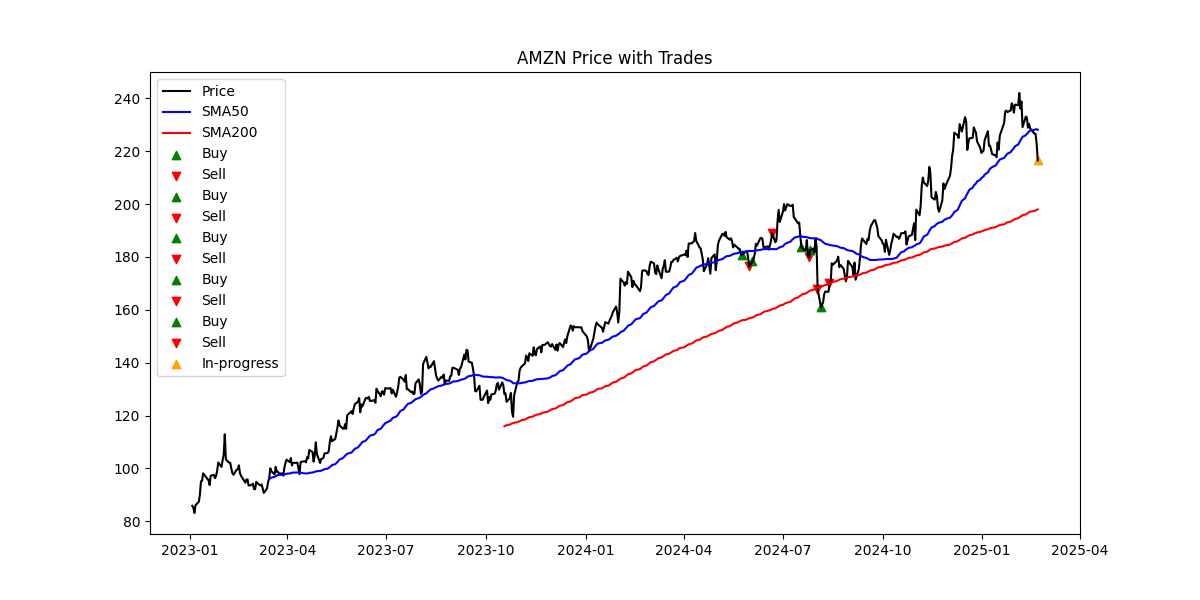 AMZN Price with Trades
Price
SMA50
SMA200
Buy
Sell
Buy
Sell
Buy
Sell
Buy
Sell
Buy
Sell
In-progress
240
220
200
180
160
140
120
100
80
2023-01 2023-04 2023-07 2023-10 2024-01 2024-04 2024-07 2024-10 2025-01 2025-04